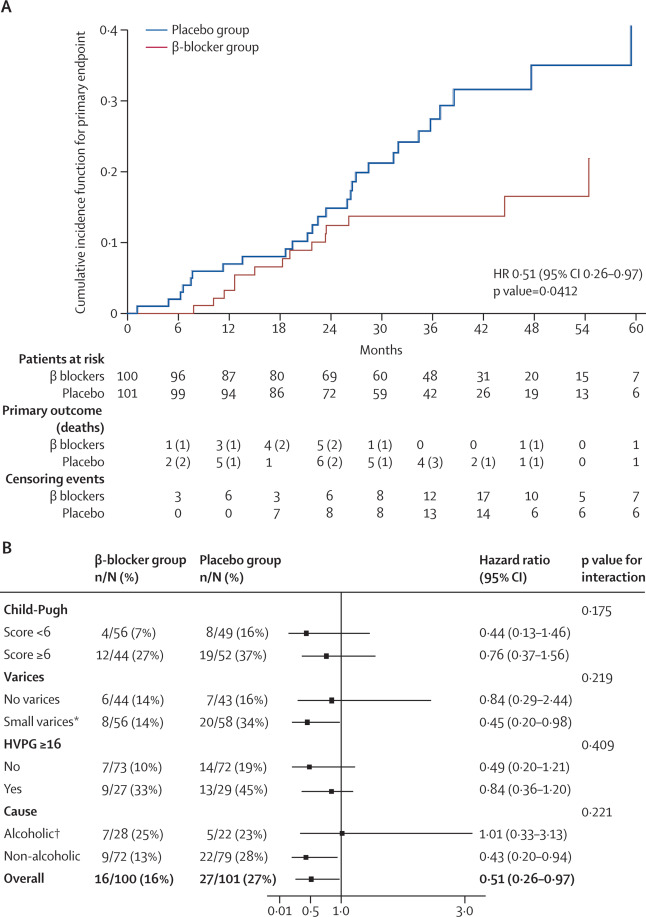 A
Placebo group
β-blocker group
Cumulative incidence function for primary endpoint
0·4
0·3
0·2
0·1
0
HR 0·51 (95% CI 0·26–0·97)
p value=0·0412
0 6 12 18 24 30 36 42 48 54 60
Months
Patients at risk
β blockers 100 96 87 80 69 60 48 31 20 15 7
Placebo 101 99 94 86 72 59 42 26 19 13 6
Primary outcome
(deaths)
β blockers 1 (1) 3 (1) 4 (2) 5 (2) 1 (1) 0 0 1 (1) 0 1
Placebo 2 (2) 5 (1) 1 6 (2) 5 (1) 4 (3) 2 (1) 1 (1) 0 1
Censoring events
β blockers 3 6 3 6 8 12 17 10 5 7
Placebo 0 0 7 8 8 13 14 6 6 6
B
β-blocker group Placebo group Hazard ratio p value for
n/N (%) n/N (%) (95% CI) interaction
Child-Pugh 0·175
Score <6 4/56 (7%) 8/49 (16%) 0·44 (0·13–1·46)
Score ≥6 12/44 (27%) 19/52 (37%) 0·76 (0·37–1·56)
Varices 0·219
No varices 6/44 (14%) 7/43 (16%) 0·84 (0·29–2·44)
Small varices* 8/56 (14%) 20/58 (34%) 0·45 (0·20–0·98)
HVPG ≥16 0·409
No 7/73 (10%) 14/72 (19%) 0·49 (0·20–1·21)
Yes 9/27 (33%) 13/29 (45%) 0·84 (0·36–1·20)
Cause 0·221
Alcoholic† 7/28 (25%) 5/22 (23%) 1·01 (0·33–3·13)
Non-alcoholic 9/72 (13%) 22/79 (28%) 0·43 (0·20–0·94)
Overall 16/100 (16%) 27/101 (27%) 0·51 (0·26–0·97)
0·01 0·5 1·0 3·0